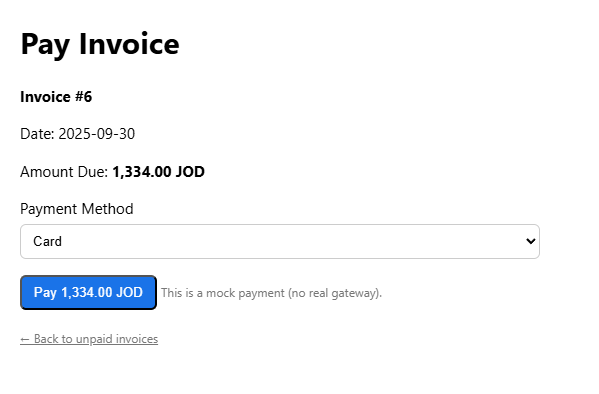 Pay Invoice
Invoice #6
Date: 2025-09-30
Amount Due: 1,334.00 JOD
Payment Method
Card
Pay 1,334.00 JOD This is a mock payment (no real gateway).
← Back to unpaid invoices